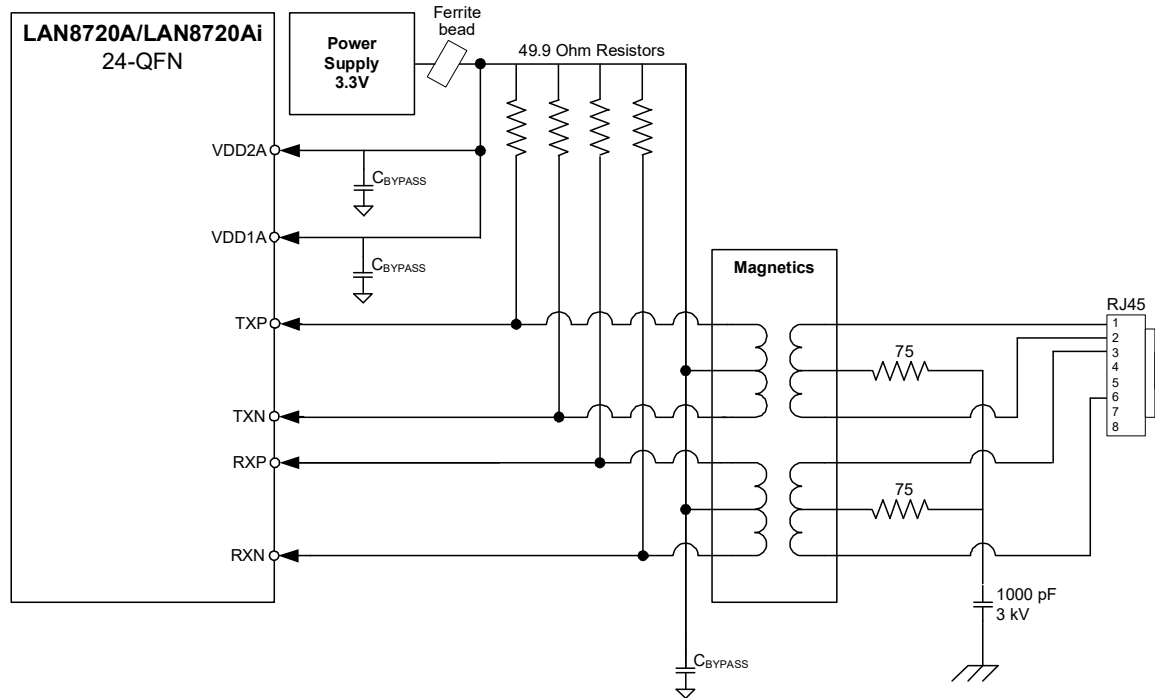 LAN8720A/LAN8720Ai
24-QFN
Power
Supply
3.3V
Ferrite
bead
49.9 Ohm Resistors
VDD2A
CBYPASS
VDD1A
CBYPASS
Magnetics
TXP
RJ45
1
2
3
4
5
6
7
8
75
TXN
RXP
75
RXN
1000 pF
3 kV
CBYPASS